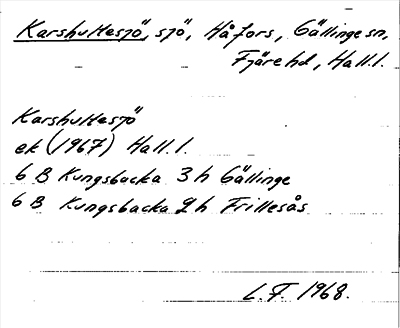 Karshultesjö, sjö, Håfors, Gällinge sn,
Fjäre hd, Hall. l.
Karshultesjö
ek (1967) Hall. l.
6 B Kungsbacka 3 h Gällinge
6 B Kungsbacka 2 h Frillesås
L. F. 1968.